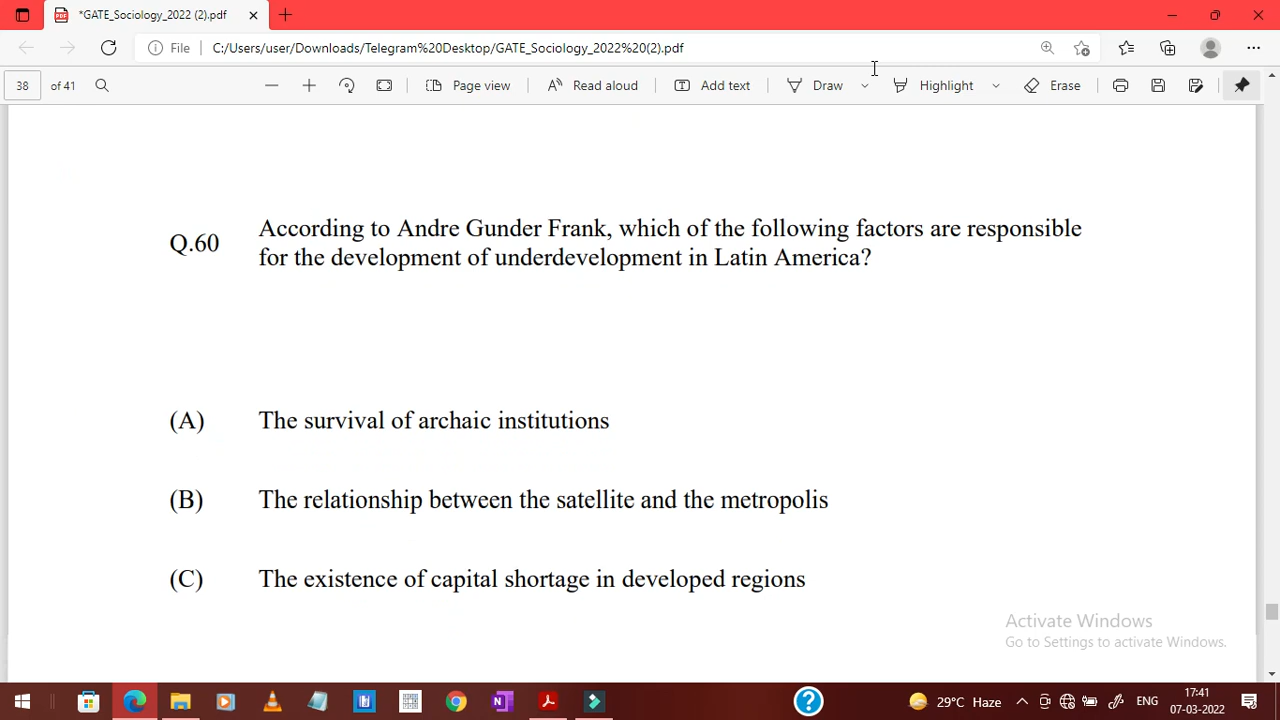 *GATE_Sociology_2022 (2).pdf
File
C:/Users/user/Downloads/Telegram%20Desktop/GATE_Sociology_2022%20(2).pdf
38 of 41
Page view
Read aloud
Add text
Draw
Highlight
Erase
Q.60 According to Andre Gunder Frank, which of the following factors are responsible
for the development of underdevelopment in Latin America?
(A) The survival of archaic institutions
(B) The relationship between the satellite and the metropolis
(C) The existence of capital shortage in developed regions
Activate Windows
Go to Settings to activate Windows.
29°C Haze
ENG
17:41
07-03-2022